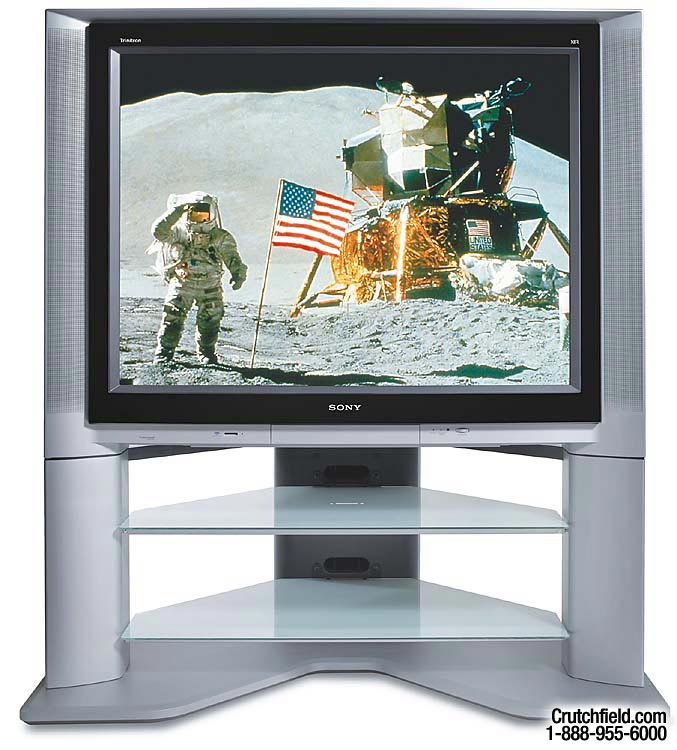 Trinitron
XBR
UNITED
STATES
SONY
Crutchfield.com
1-888-955-6000